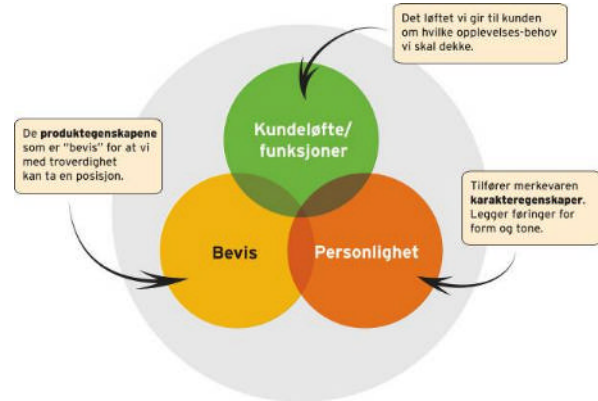 Det løftet vi gir til kunden
om hvilke opplevelses-behov
vi skal dekke.
Kundeløfte/
funksjoner
De produktegenskapene
som er "bevis" for at vi
med troverdighet
kan ta en posisjon.
Tilfører merkevaren
karakteregenskaper.
Legger føringer for
form og tone.
Bevis
Personlighet